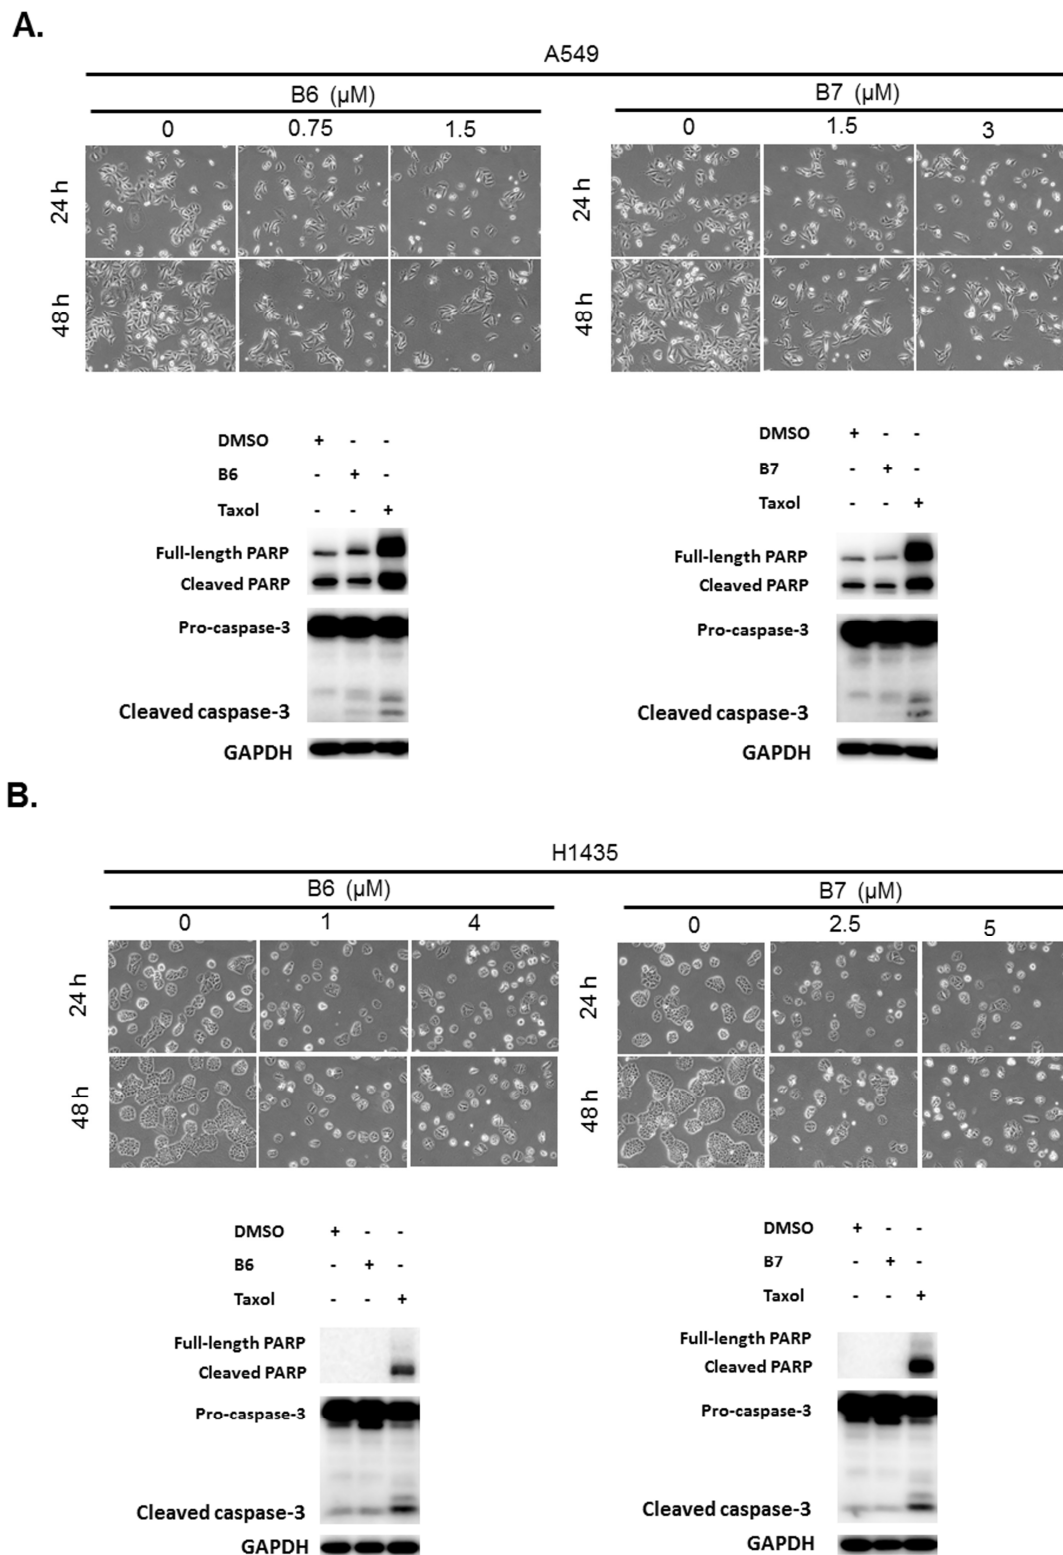 A.
A549
B6 (µM)
B7 (µM)
0 0.75 1.5
0 1.5 3
24 h
24 h
48 h
48 h
DMSO + - -
B6 - + -
Taxol - - +
Full-length PARP
Cleaved PARP
Pro-caspase-3
Cleaved caspase-3
GAPDH
DMSO + - -
B7 - + -
Taxol - - +
Full-length PARP
Cleaved PARP
Pro-caspase-3
Cleaved caspase-3
GAPDH
B.
H1435
B6 (µM)
B7 (µM)
0 1 4
0 2.5 5
24 h
24 h
48 h
48 h
DMSO + - -
B6 - + -
Taxol - - +
Full-length PARP
Cleaved PARP
Pro-caspase-3
Cleaved caspase-3
GAPDH
DMSO + - -
B7 - + -
Taxol - - +
Full-length PARP
Cleaved PARP
Pro-caspase-3
Cleaved caspase-3
GAPDH